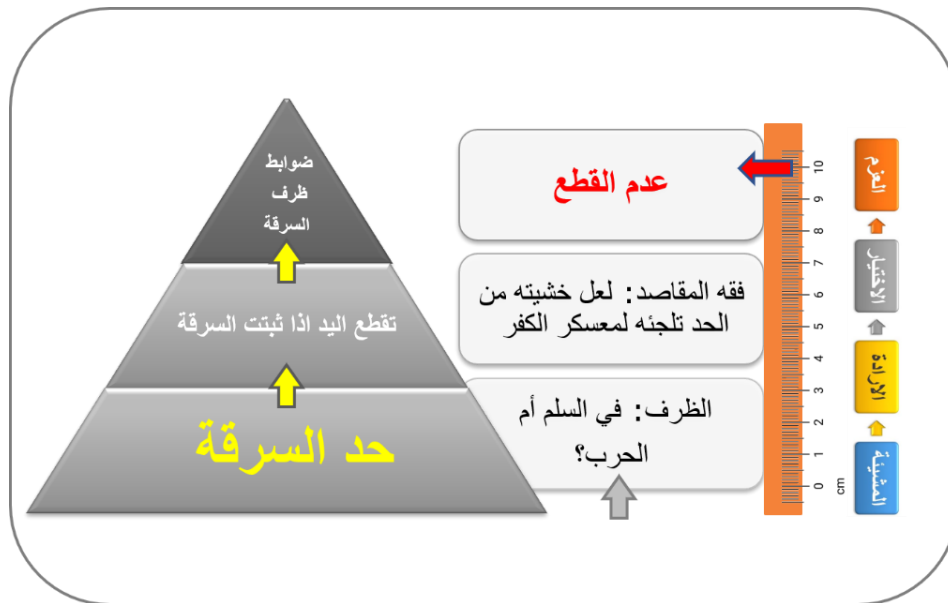 ضوابط
ظرف
السرقة
تقطع اليد اذا ثبتت السرقة
حد السرقة
عدم القطع
فقه المقاصد: لعل خشيته من
الحد تلجئه لمعسكر الكفر
الظرف: في السلم أم
الحرب؟
10
9
8
7
6
5
4
3
2
1
0
cm
العزم
الاختيار
الارادة
المشيئة